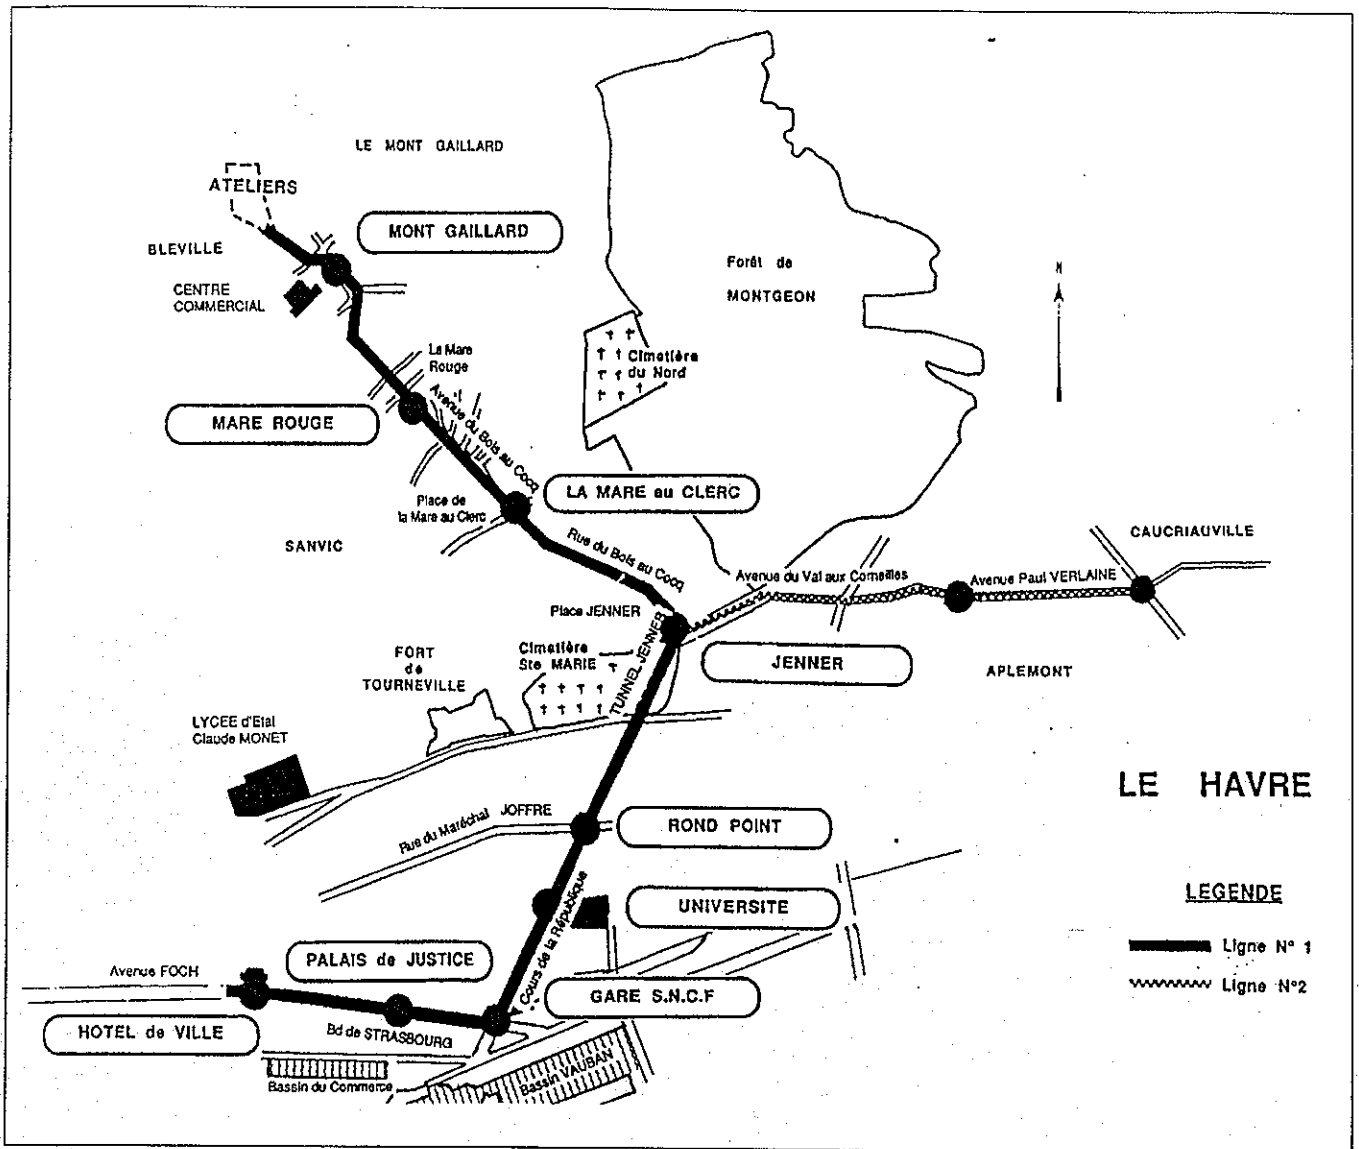 LE MONT GAILLARD
ATELIERS
MONT GAILLARD
BLEVILLE
CENTRE
COMMERCIAL
Forêt de
MONTGEON
N
La Mare
Rouge
Cimetière
du Nord
MARE ROUGE
Avenue du Bois au Cocq
LA MARE au CLERC
Place de
la Mare au Clerc
SANVIC
Rue du Bois au Cocq
CAUCRIAUVILLE
Avenue du Val aux Corneilles
Avenue Paul VERLAINE
Place JENNER
TUNNEL JENNER
JENNER
APLEMONT
Cimetière
Ste MARIE
FORT
de
TOURNEVILLE
LYCEE d'Etat
Claude MONET
LE HAVRE
Rue du Maréchal JOFFRE
ROND POINT
UNIVERSITE
LEGENDE
Ligne N° 1
Ligne N°2
Cours de la République
PALAIS de JUSTICE
Avenue FOCH
GARE S.N.C.F
HOTEL de VILLE
Bd de STRASBOURG
Bassin du Commerce
Bassin VAUBAN